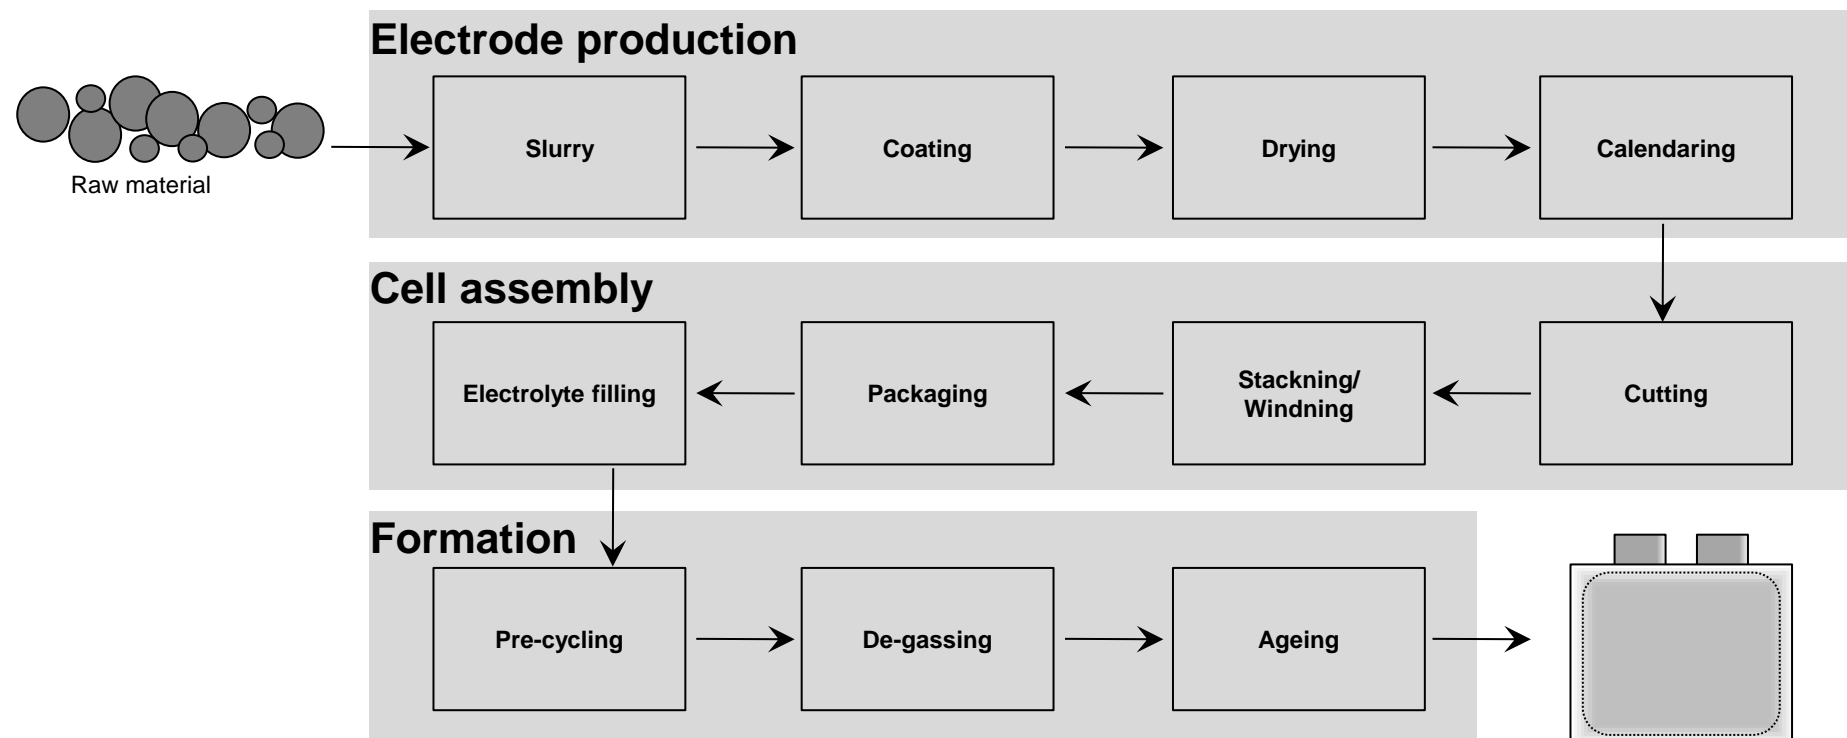 Electrode production
Raw material
Slurry
Coating
Drying
Calendaring
Cell assembly
Electrolyte filling
Packaging
Stackning/
Windning
Cutting
Formation
Pre-cycling
De-gassing
Ageing